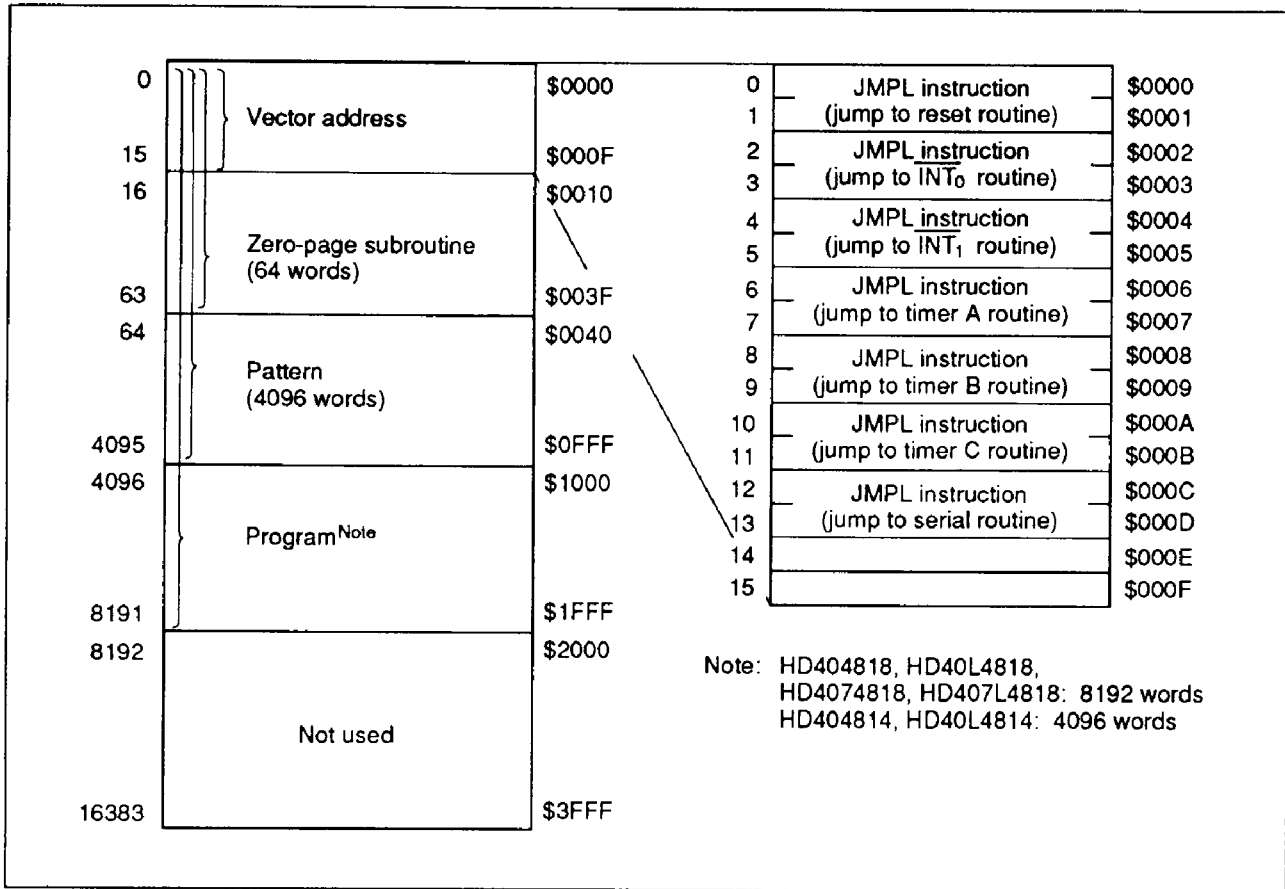 0 $0000
Vector address
15 $000F
16 $0010
Zero-page subroutine
(64 words)
63 $003F
64 $0040
Pattern
(4096 words)
4095 $0FFF
4096 $1000
Program Note
8191 $1FFF
8192 $2000
Not used
16383 $3FFF
0 JMPL instruction $0000
1 (jump to reset routine) $0001
2 JMPL instruction $0002
3 (jump to INT0 routine) $0003
4 JMPL instruction $0004
5 (jump to INT1 routine) $0005
6 JMPL instruction $0006
7 (jump to timer A routine) $0007
8 JMPL instruction $0008
9 (jump to timer B routine) $0009
10 JMPL instruction $000A
11 (jump to timer C routine) $000B
12 JMPL instruction $000C
13 (jump to serial routine) $000D
14 $000E
15 $000F
Note: HD404818, HD40L4818,
HD4074818, HD407L4818: 8192 words
HD404814, HD40L4814: 4096 words